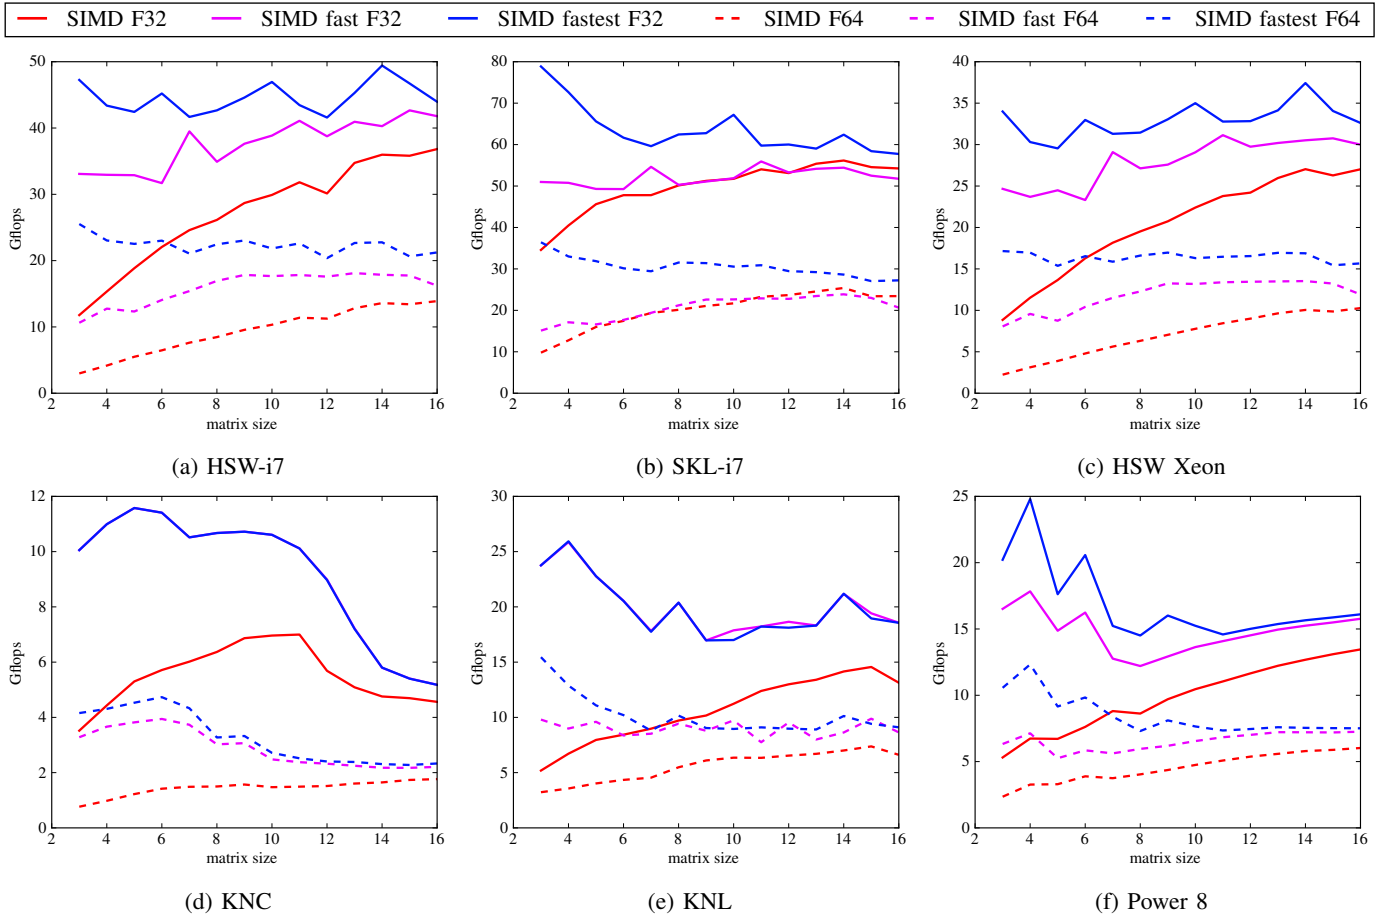 SIMD F32 SIMD fast F32 SIMD fastest F32 SIMD F64 SIMD fast F64 SIMD fastest F64
50
40
30
20
10
0
Gflops
2 4 6 8 10 12 14 16
matrix size
(a) HSW-i7
80
70
60
50
40
30
20
10
0
Gflops
2 4 6 8 10 12 14 16
matrix size
(b) SKL-i7
40
35
30
25
20
15
10
5
0
Gflops
2 4 6 8 10 12 14 16
matrix size
(c) HSW Xeon
12
10
8
6
4
2
0
Gflops
2 4 6 8 10 12 14 16
matrix size
(d) KNC
30
25
20
15
10
5
0
Gflops
2 4 6 8 10 12 14 16
matrix size
(e) KNL
25
20
15
10
5
0
Gflops
2 4 6 8 10 12 14 16
matrix size
(f) Power 8